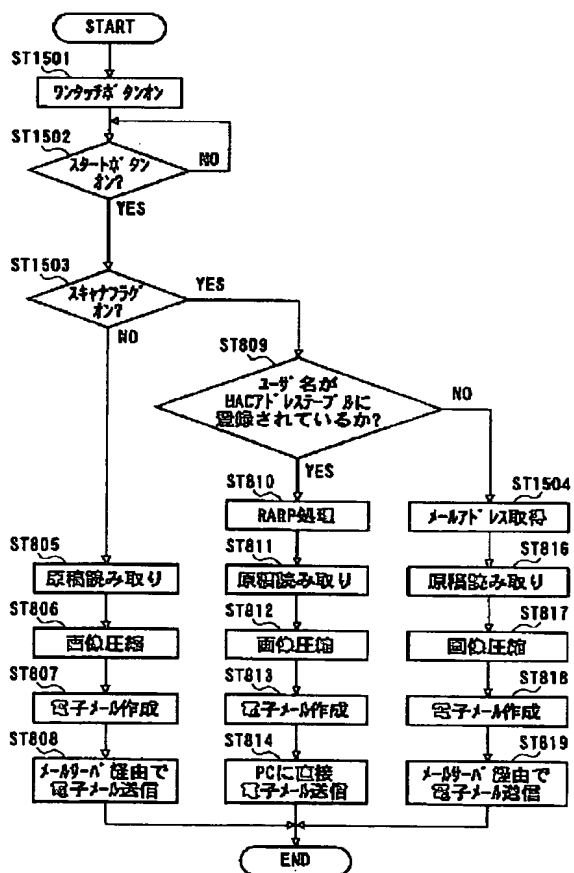 START
ST1501
ワンタッチボタンオン
ST1502
スタートボタン
オン?
NO
YES
ST1503
スキャナフラグ
オン?
YES
NO
ST809
ユーザ名が
MACアドレステーブルに
登録されているか?
NO
YES
ST810
RARP処理
ST1504
メールアドレス取得
ST805
原稿読み取り
ST811
原稿読み取り
ST816
原稿読み取り
ST806
画像圧縮
ST812
画像圧縮
ST817
画像圧縮
ST807
電子メール作成
ST813
電子メール作成
ST818
電子メール作成
ST808
メールサーバ経由で
電子メール送信
ST814
PCに直接
電子メール送信
ST819
メールサーバ経由で
電子メール送信
END